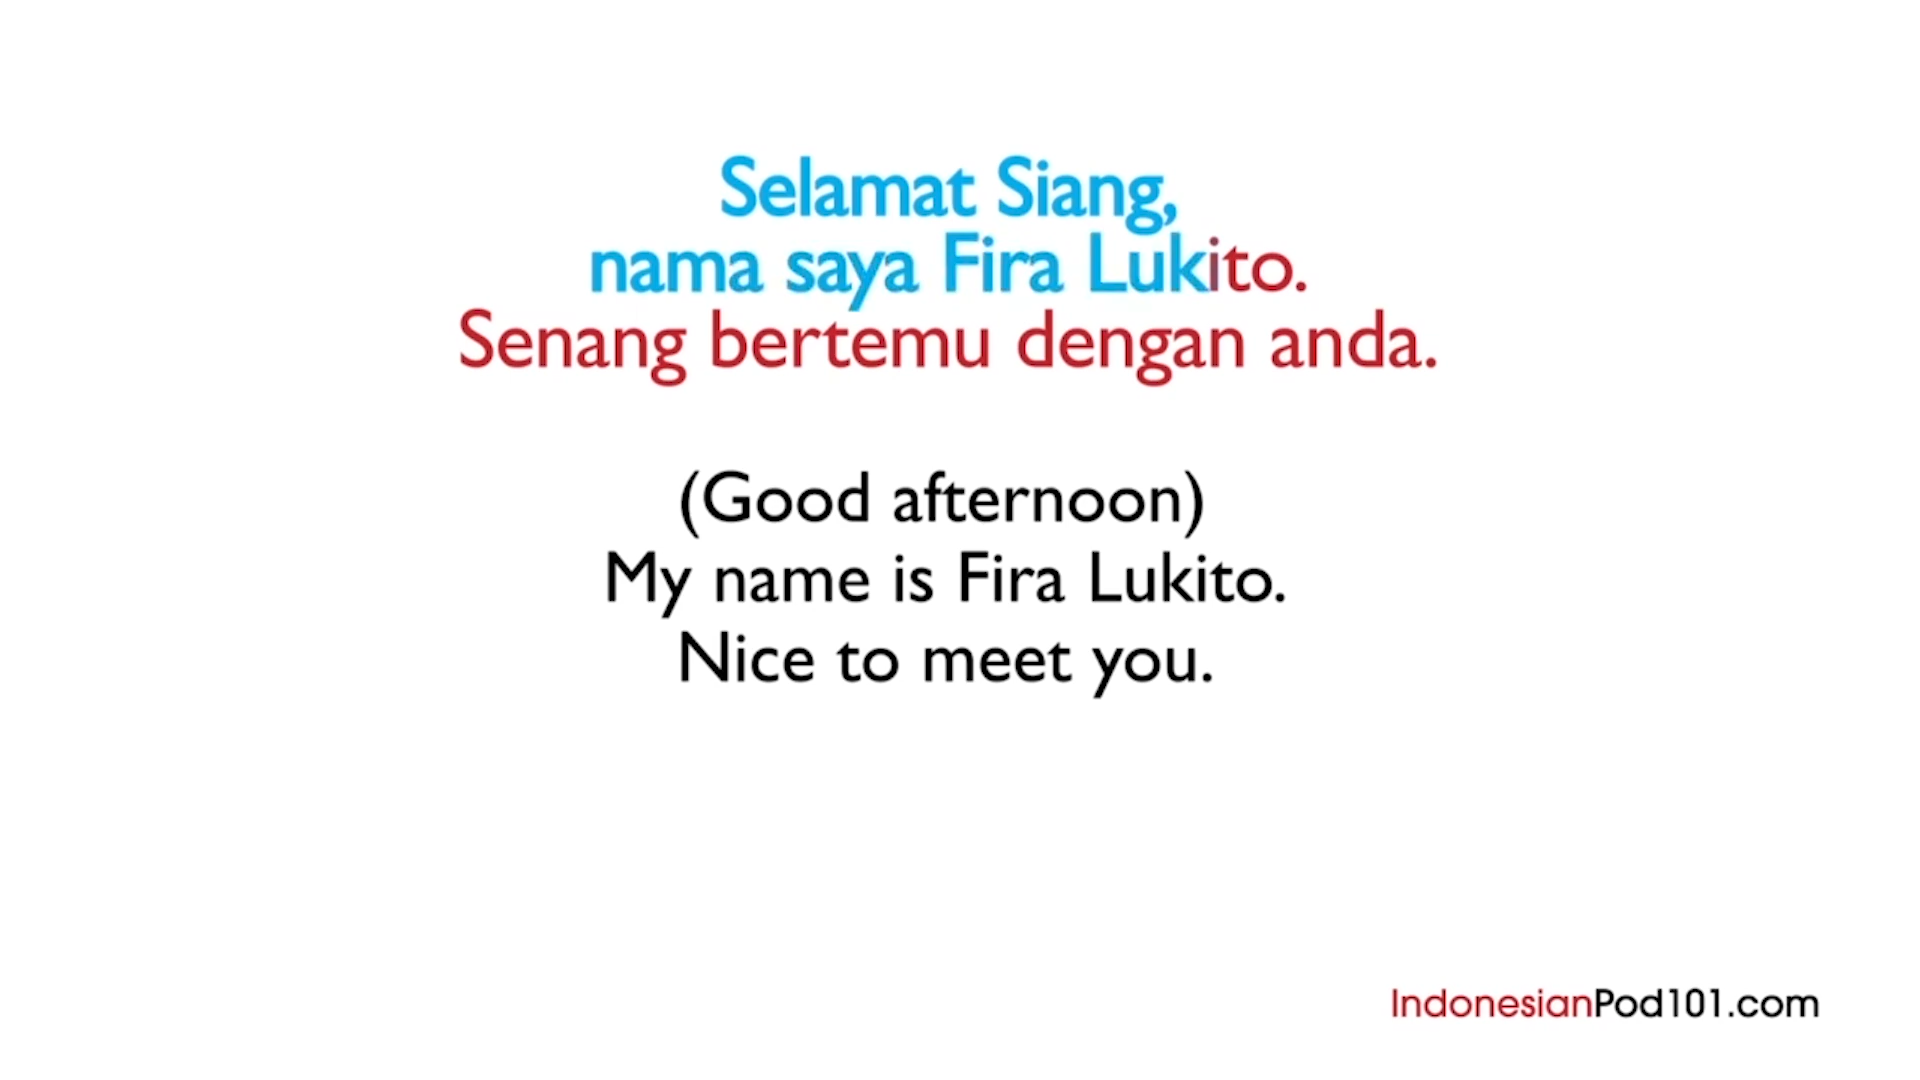 Selamat Siang,
nama saya Fira Lukito.
Senang bertemu dengan anda.
(Good afternoon)
My name is Fira Lukito.
Nice to meet you.
IndonesianPod101.com